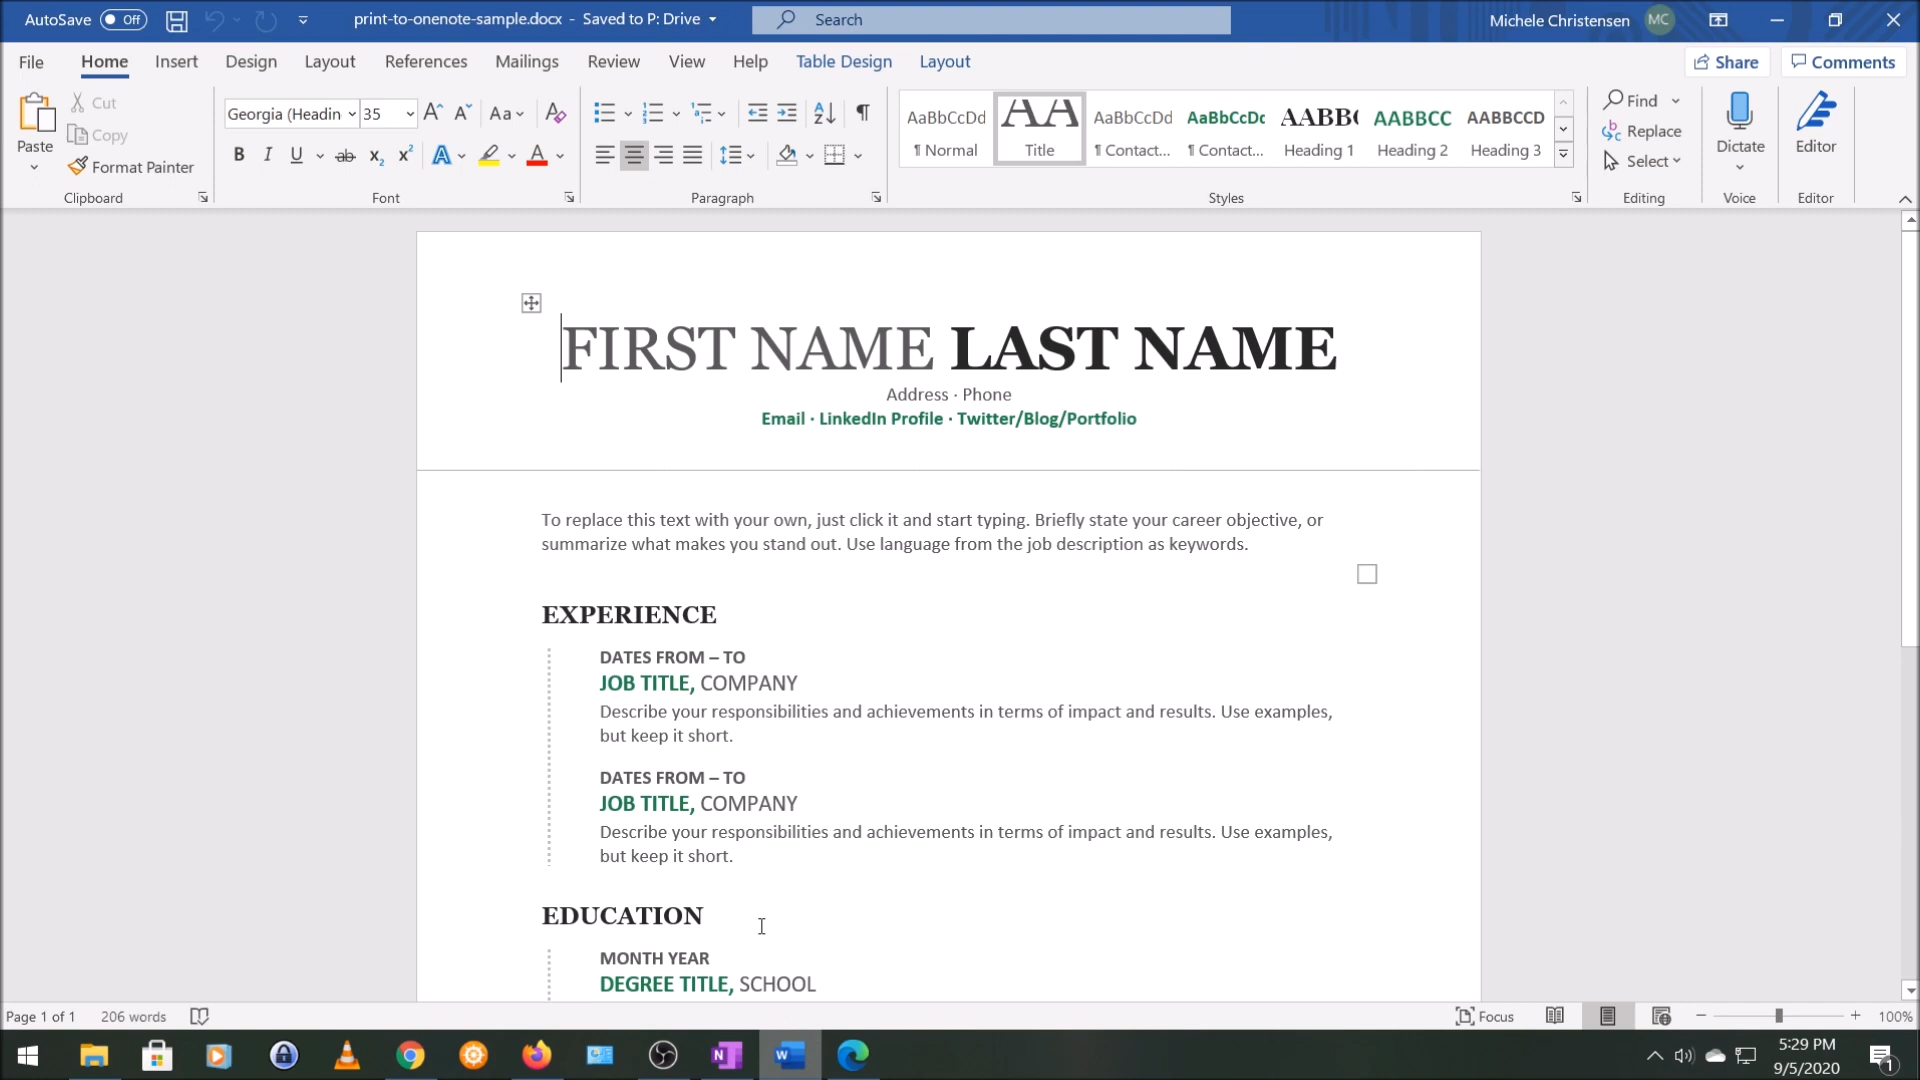 AutoSave Off print-to-onenote-sample.docx - Saved to P: Drive Search Michele Christensen MC
File Home Insert Design Layout References Mailings Review View Help Table Design Layout Share Comments
Paste
Cut
Copy
Format Painter
Clipboard
Georgia (Headin 35 Aa
B I U ab
Font
Paragraph
AaBbCcDd AA AaBbCcDd AaBbCcDc AABB( AABBCC AABBCCD
¶ Normal Title ¶ Contact... ¶ Contact... Heading 1 Heading 2 Heading 3
Styles
Find
Replace
Select
Editing
Dictate
Voice
Editor
Editor
FIRST NAME LAST NAME
Address · Phone
Email · LinkedIn Profile · Twitter/Blog/Portfolio
To replace this text with your own, just click it and start typing. Briefly state your career objective, or
summarize what makes you stand out. Use language from the job description as keywords.
EXPERIENCE
DATES FROM – TO
JOB TITLE, COMPANY
Describe your responsibilities and achievements in terms of impact and results. Use examples,
but keep it short.
DATES FROM – TO
JOB TITLE, COMPANY
Describe your responsibilities and achievements in terms of impact and results. Use examples,
but keep it short.
EDUCATION
MONTH YEAR
DEGREE TITLE, SCHOOL
Page 1 of 1 206 words Focus 100%
5:29 PM
9/5/2020
1